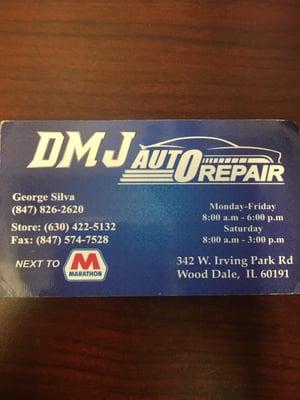 DMJ AUTO REPAIR
George Silva
(847) 826-2620
Store: (630) 422-5132
Fax: (847) 574-7528
NEXT TO M MARATHON
Monday-Friday
8:00 a.m - 6:00 p.m
Saturday
8:00 a.m - 3:00 p.m
342 W. Irving Park Rd
Wood Dale, IL 60191